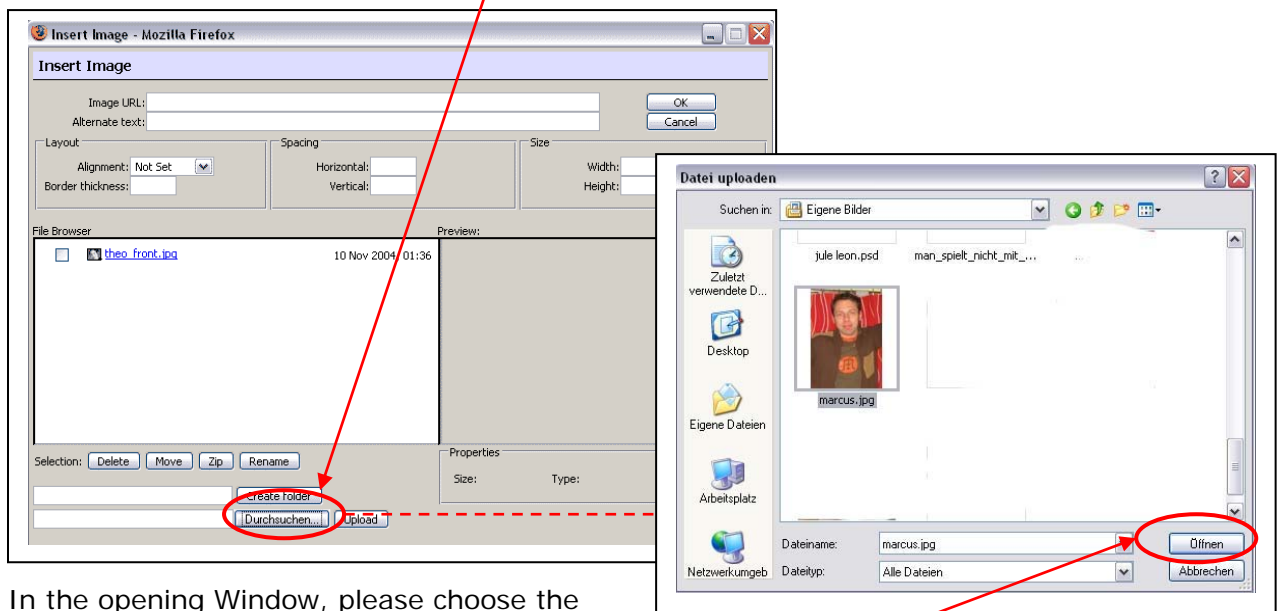 Insert Image - Mozilla Firefox
Insert Image
Image URL:
OK
Alternate text:
Cancel
Layout
Spacing
Size
Alignment: Not Set
Horizontal:
Width:
Border thickness:
Vertical:
Height:
File Browser
Preview:
theo_front.jpg 10 Nov 2004, 01:36
Selection: Delete Move Zip Rename
Properties
Size: Type:
Create folder
Durchsuchen... Upload
Datei uploaden
Suchen in: Eigene Bilder
Zuletzt
verwendete D...
Desktop
Eigene Dateien
Arbeitsplatz
Netzwerkumgeb
jule leon.psd man_spielt_nicht_mit_... ...
marcus.jpg
Dateiname: marcus.jpg Öffnen
Dateityp: Alle Dateien Abbrechen
In the opening Window, please choose the